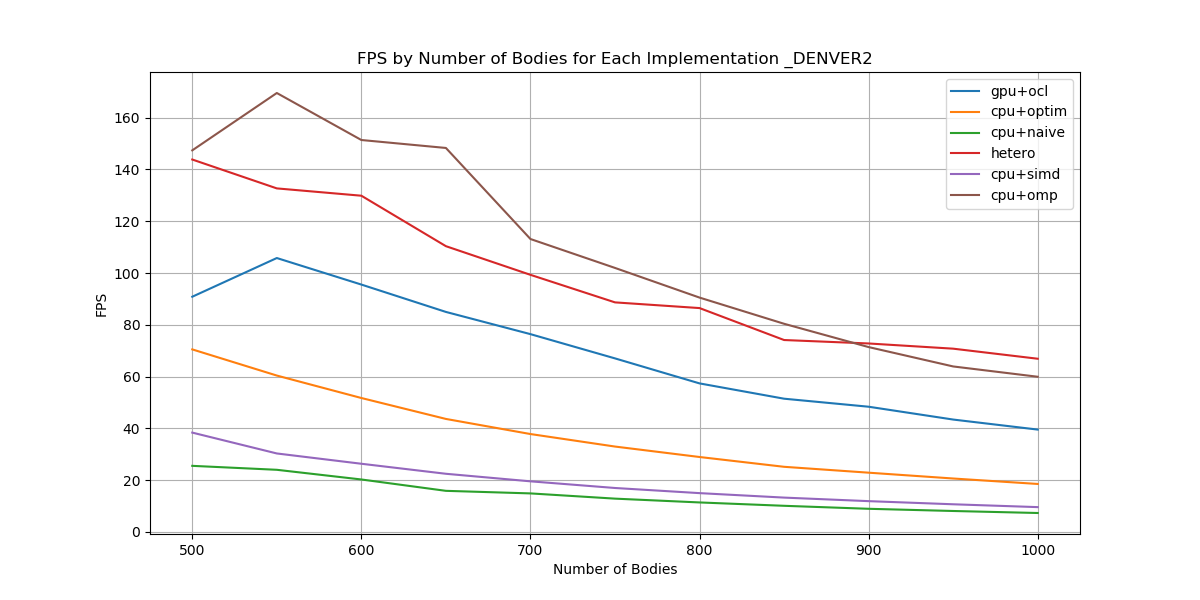 FPS by Number of Bodies for Each Implementation _DENVER2
gpu+ocl
cpu+optim
cpu+naive
hetero
cpu+simd
cpu+omp
160
140
120
100
80
60
40
20
0
FPS
500 600 700 800 900 1000
Number of Bodies